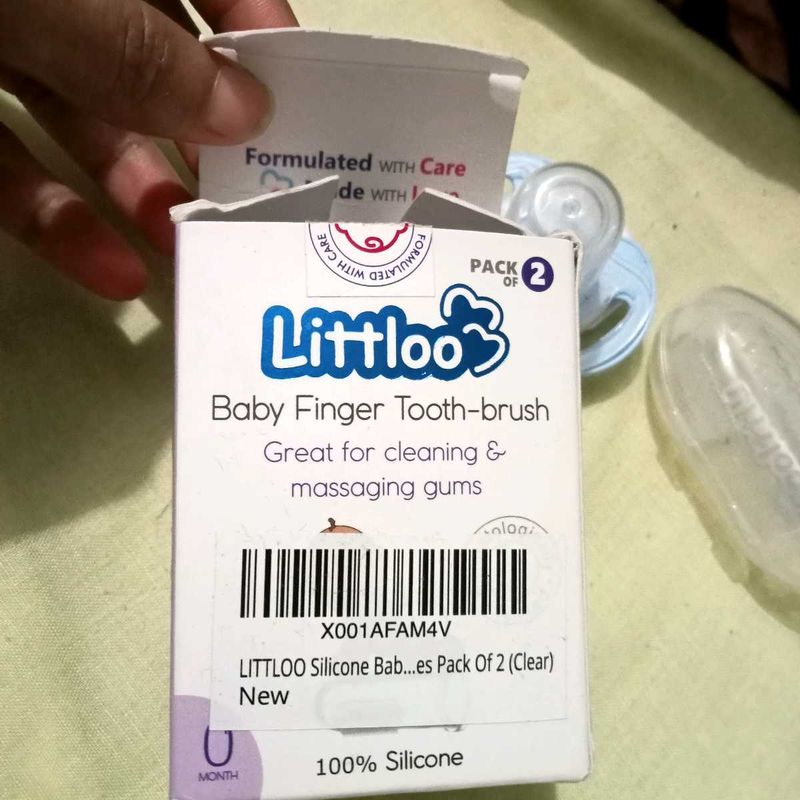 Formulated WITH Care
WITH
FORMULATED WITH CARE
PACK
OF 2
Littloo
Baby Finger Tooth-brush
Great for cleaning &
massaging gums
X001AFAM4V
LITTLOO Silicone Bab...es Pack Of 2 (Clear)
New
0
MONTH
100% Silicone